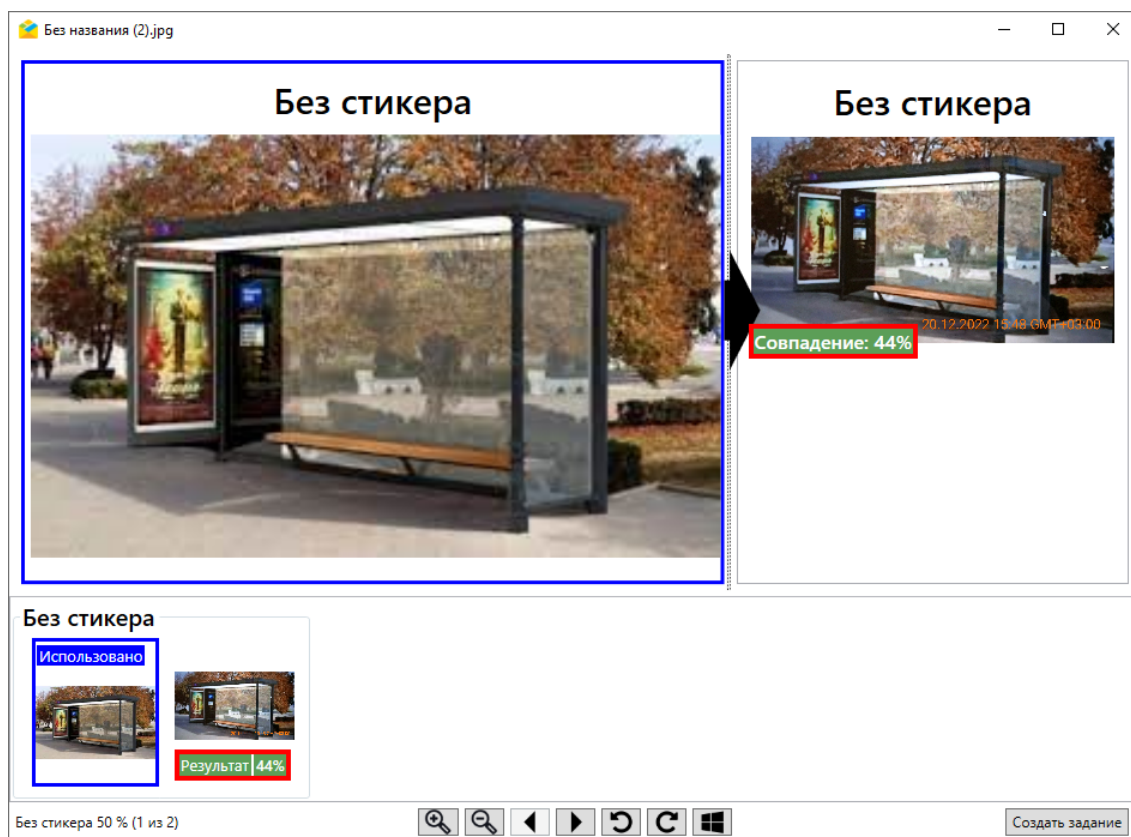 Без названия (2).jpg
Без стикера
Без стикера
20.12.2022 15:48 GMT+03:00
Совпадение: 44%
Без стикера
Использовано
Результат 44%
Без стикера 50 % (1 из 2)
Создать задание